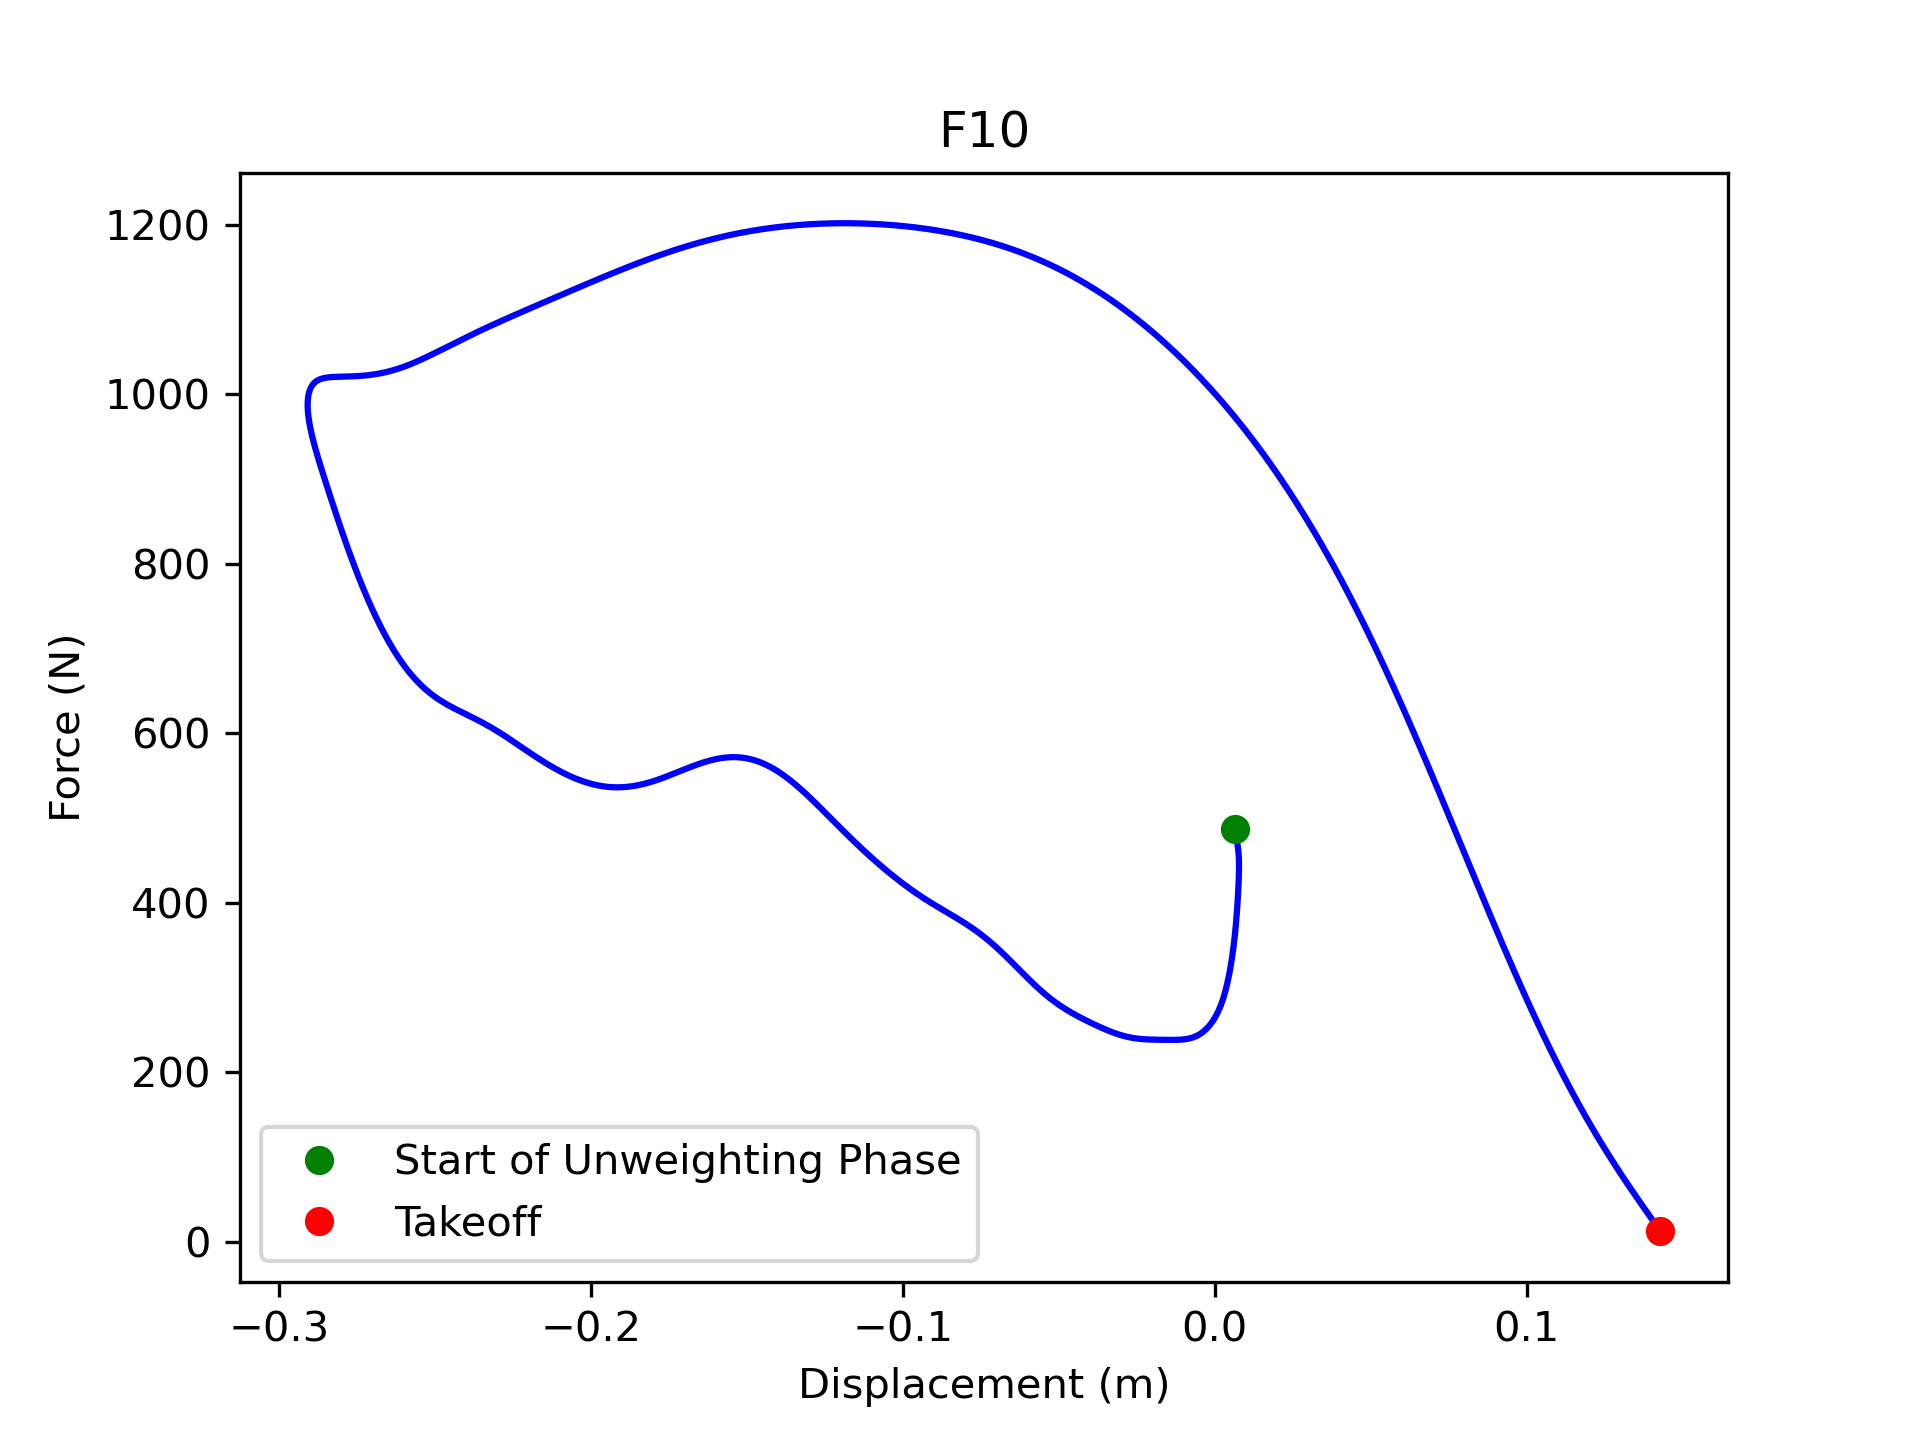 F10
1200
1000
800
600
400
200
0
Force (N)
Start of Unweighting Phase
Takeoff
−0.3 −0.2 −0.1 0.0 0.1
Displacement (m)